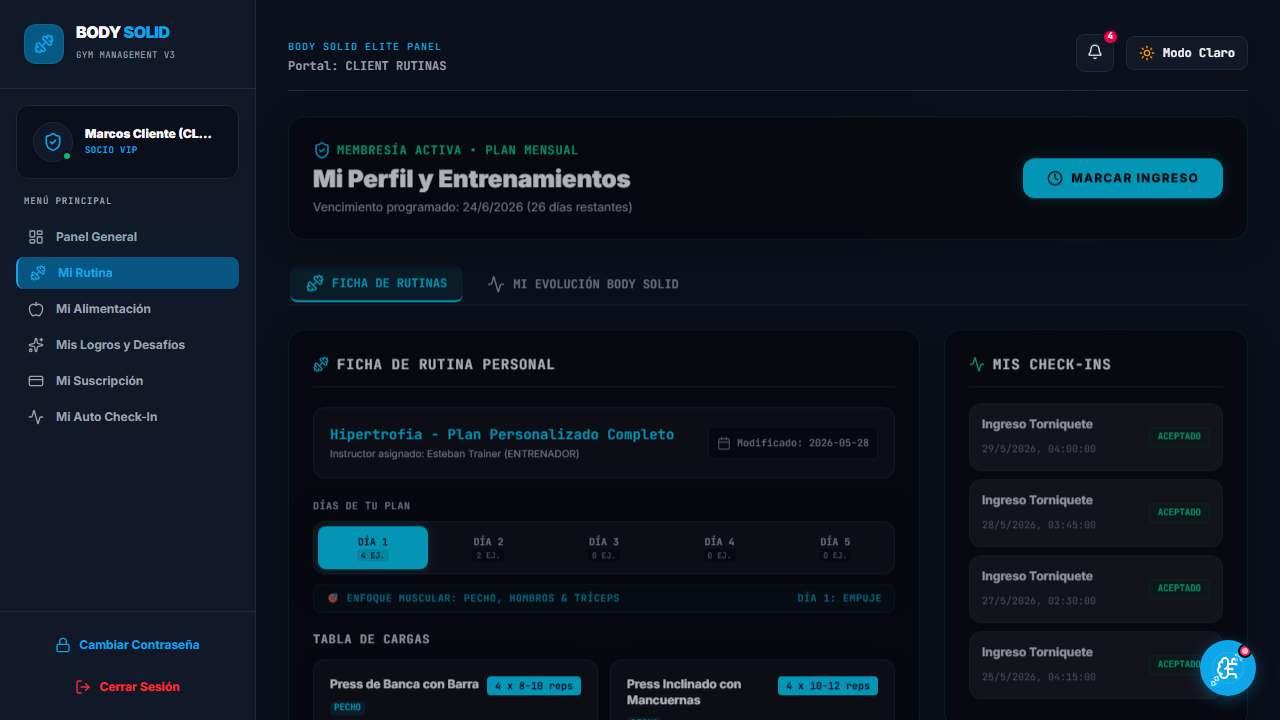 BODY SOLID
GYM MANAGEMENT V3
Marcos Cliente (CL...
SOCIO VIP
MENÚ PRINCIPAL
Panel General
Mi Rutina
Mi Alimentación
Mis Logros y Desafíos
Mi Suscripción
Mi Auto Check-In
Cambiar Contraseña
Cerrar Sesión
BODY SOLID ELITE PANEL
Portal: CLIENT RUTINAS
4
Modo Claro
MEMBRESÍA ACTIVA • PLAN MENSUAL
Mi Perfil y Entrenamientos
Vencimiento programado: 24/6/2026 (26 días restantes)
MARCAR INGRESO
FICHA DE RUTINAS
MI EVOLUCIÓN BODY SOLID
FICHA DE RUTINA PERSONAL
Hipertrofia - Plan Personalizado Completo
Instructor asignado: Esteban Trainer (ENTRENADOR)
Modificado: 2026-05-28
DÍAS DE TU PLAN
DÍA 1
4 EJ.
DÍA 2
2 EJ.
DÍA 3
0 EJ.
DÍA 4
0 EJ.
DÍA 5
0 EJ.
ENFOQUE MUSCULAR: PECHO, HOMBROS & TRÍCEPS
DÍA 1: EMPUJE
TABLA DE CARGAS
Press de Banca con Barra
4 x 8-10 reps
PECHO
Press Inclinado con
Mancuernas
4 x 10-12 reps
MIS CHECK-INS
Ingreso Torniquete
29/5/2026, 04:00:00
ACEPTADO
Ingreso Torniquete
28/5/2026, 03:45:00
ACEPTADO
Ingreso Torniquete
27/5/2026, 02:30:00
ACEPTADO
Ingreso Torniquete
25/5/2026, 04:15:00
ACEPTADO